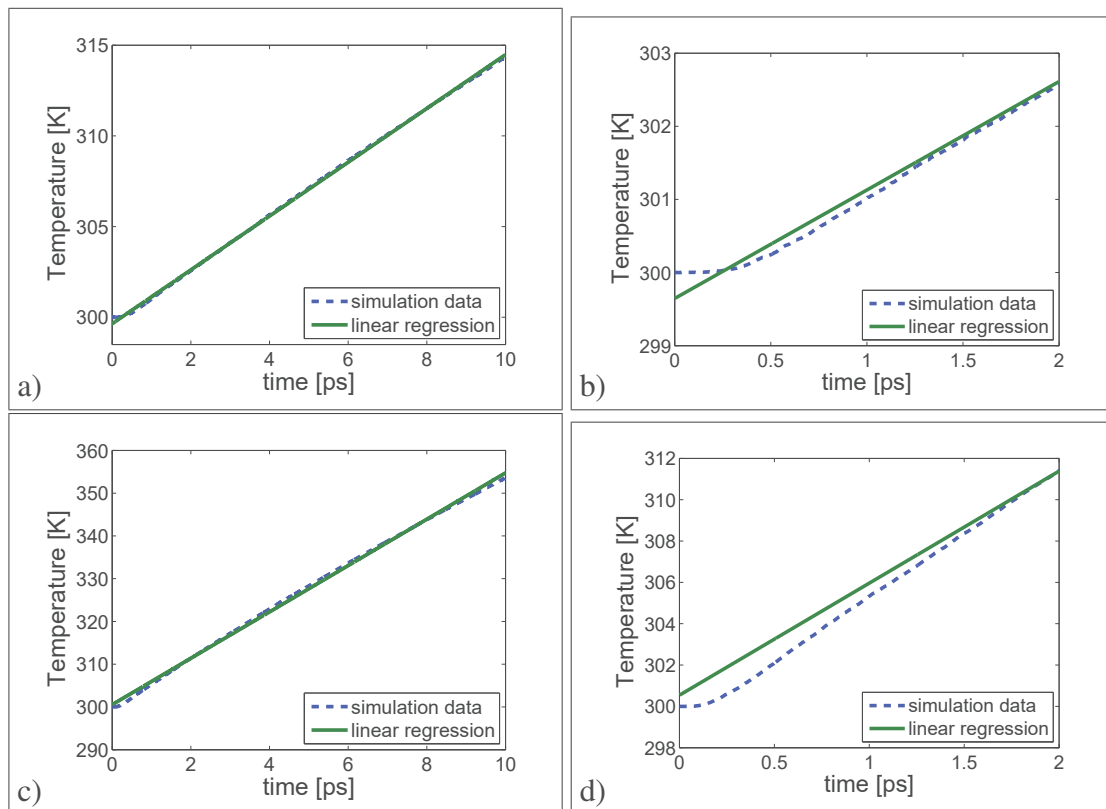 315
310
305
300
Temperature [K]
0 2 4 6 8 10
time [ps]
simulation data
linear regression
a)
303
302
301
300
299
Temperature [K]
0 0.5 1 1.5 2
time [ps]
simulation data
linear regression
b)
360
350
340
330
320
310
300
290
Temperature [K]
0 2 4 6 8 10
time [ps]
simulation data
linear regression
c)
312
310
308
306
304
302
300
298
Temperature [K]
0 0.5 1 1.5 2
time [ps]
simulation data
linear regression
d)